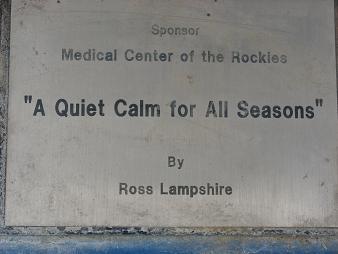 Sponsor
Medical Center of the Rockies
"A Quiet Calm for All Seasons"
By
Ross Lampshire